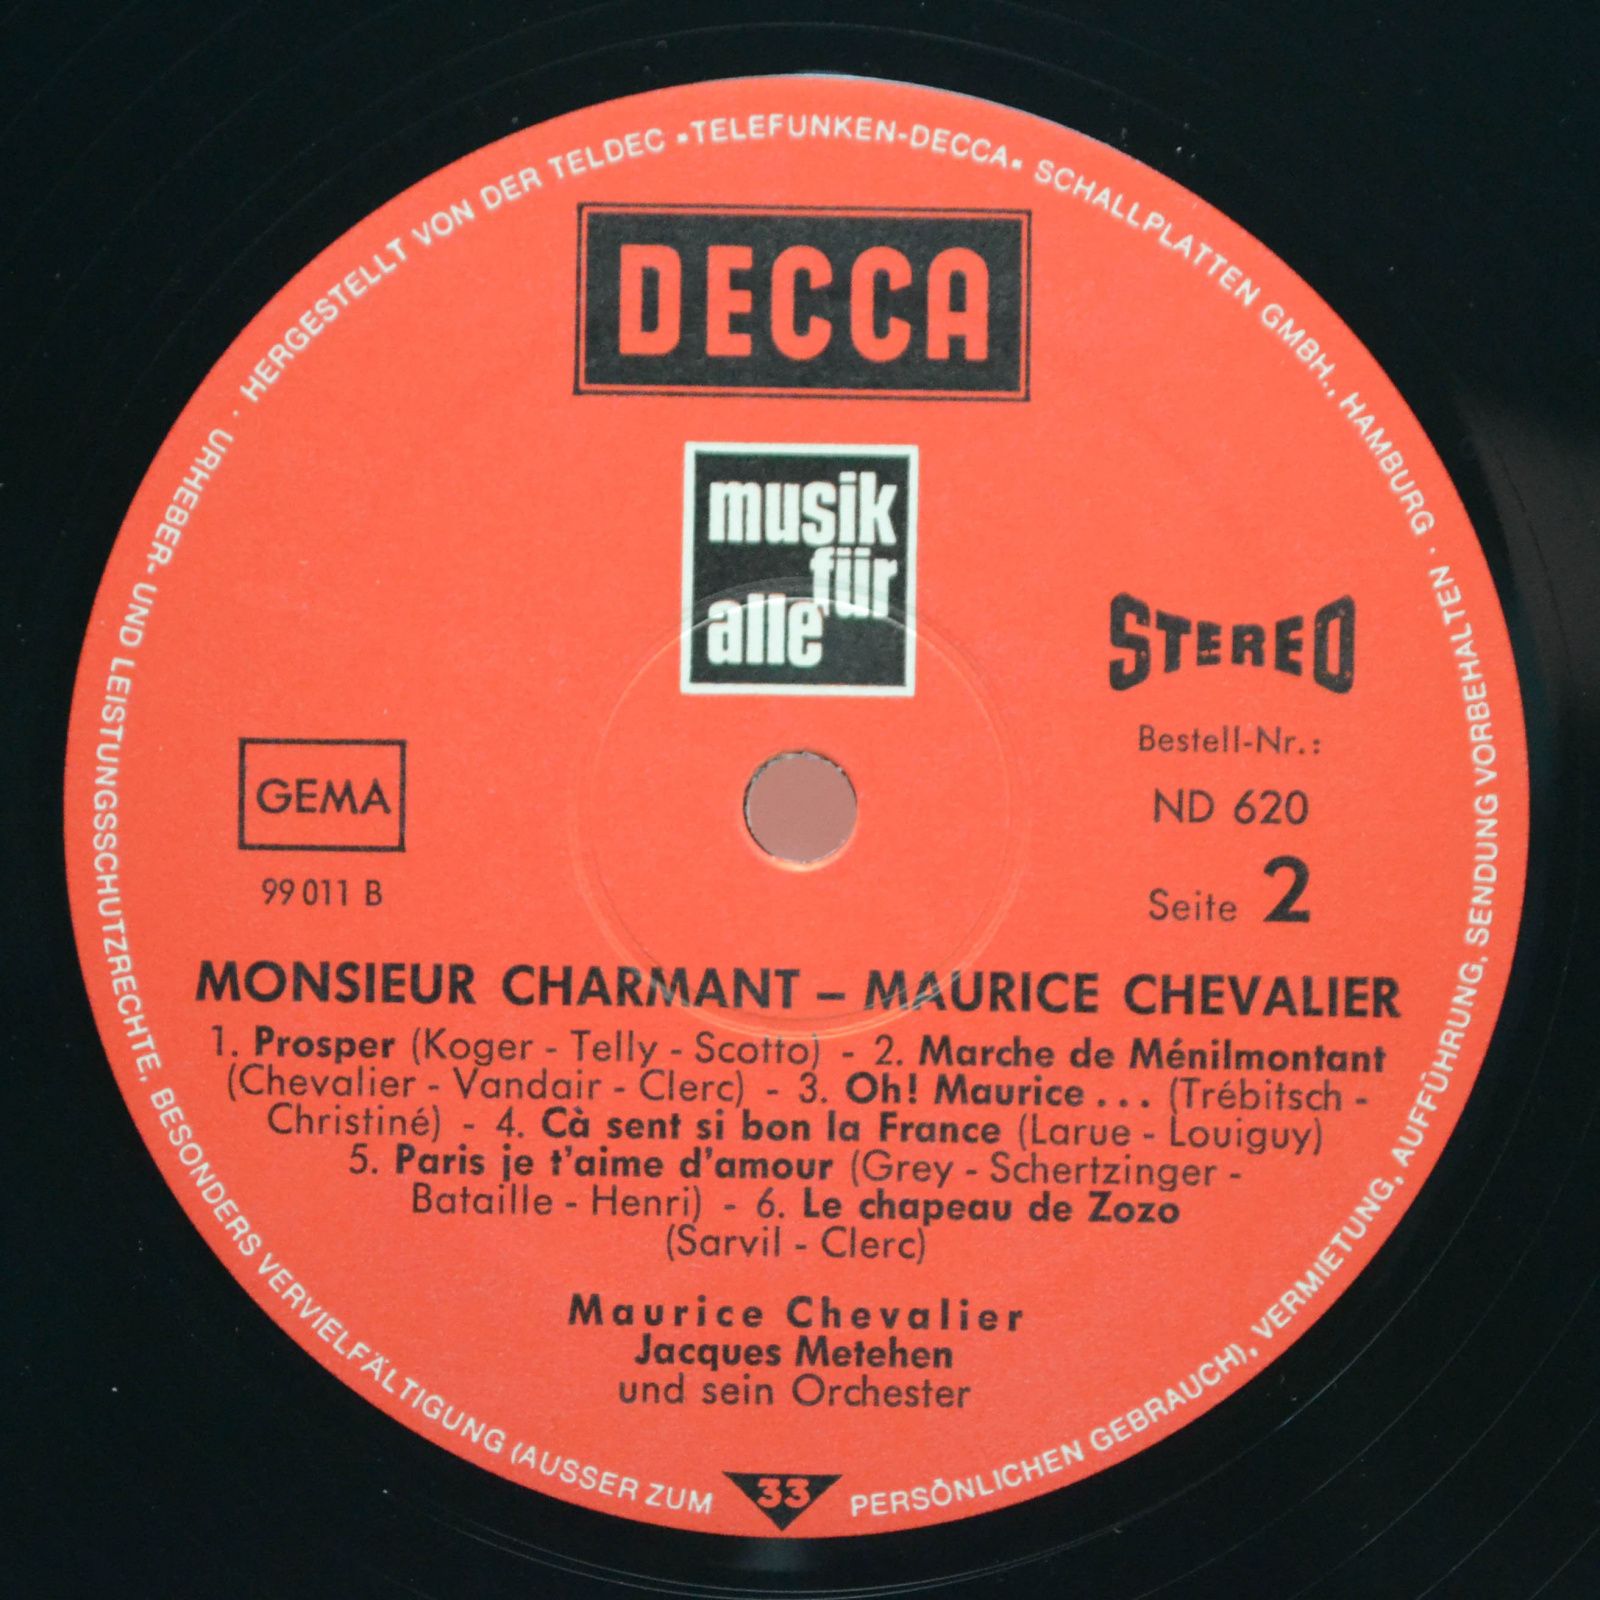 HERGESTELLT VON DER TELDEC •TELEFUNKEN-DECCA• SCHALLPLATTEN GMBH., HAMBURG · URHEBER- UND LEISTUNGSSCHUTZRECHTE, BESONDERS VERVIELFÄLTIGUNG (AUSSER ZUM PERSÖNLICHEN GEBRAUCH), VERMIETUNG, AUFFÜHRUNG, SENDUNG VORBEHALTEN ·
DECCA
musik
für
alle
STEREO
Bestell-Nr.:
GEMA
ND 620
99 011 B
Seite 2
MONSIEUR CHARMANT – MAURICE CHEVALIER
1. Prosper (Koger - Telly - Scotto) - 2. Marche de Ménilmontant
(Chevalier - Vandair - Clerc) - 3. Oh! Maurice ... (Trébitsch -
Christiné) - 4. Cà sent si bon la France (Larue - Louiguy)
5. Paris je t'aime d'amour (Grey - Schertzinger -
Bataille - Henri) - 6. Le chapeau de Zozo
(Sarvil - Clerc)
Maurice Chevalier
Jacques Metehen
und sein Orchester
33